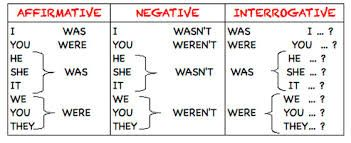 AFFIRMATIVE NEGATIVE INTERROGATIVE
I WAS I WASN'T WAS I ... ?
YOU WERE YOU WEREN'T WERE YOU ... ?
HE HE HE ... ?
SHE WAS SHE WASN'T WAS SHE ... ?
IT IT IT ... ?
WE WE WE ... ?
YOU WERE YOU WEREN'T WERE YOU ... ?
THEY THEY THEY ... ?